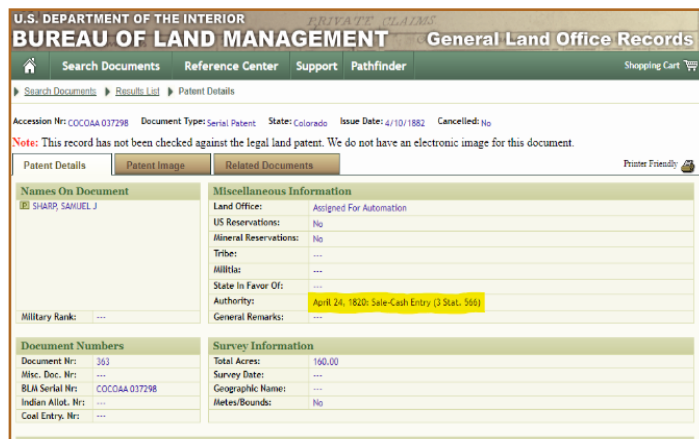 U.S. DEPARTMENT OF THE INTERIOR
PRIVATE CLAIMS
BUREAU OF LAND MANAGEMENT General Land Office Records
Search Documents Reference Center Support Pathfinder Shopping Cart
Search Documents Results List Patent Details
Accession Nr: COCOAA 037298 Document Type: Serial Patent State: Colorado Issue Date: 4/10/1882 Cancelled: No
Note: This record has not been checked against the legal land patent. We do not have an electronic image for this document.
Patent Details Patent Image Related Documents Printer Friendly
Names On Document
P SHARP, SAMUEL J
Military Rank: ---
Miscellaneous Information
Land Office: Assigned For Automation
US Reservations: No
Mineral Reservations: No
Tribe: ---
Militia: ---
State In Favor Of: ---
Authority: April 24, 1820: Sale-Cash Entry (3 Stat. 566)
General Remarks: ---
Document Numbers
Document Nr: 363
Misc. Doc. Nr: ---
BLM Serial Nr: COCOAA 037298
Indian Allot. Nr: ---
Coal Entry. Nr: ---
Survey Information
Total Acres: 160.00
Survey Date: ---
Geographic Name: ---
Metes/Bounds: No